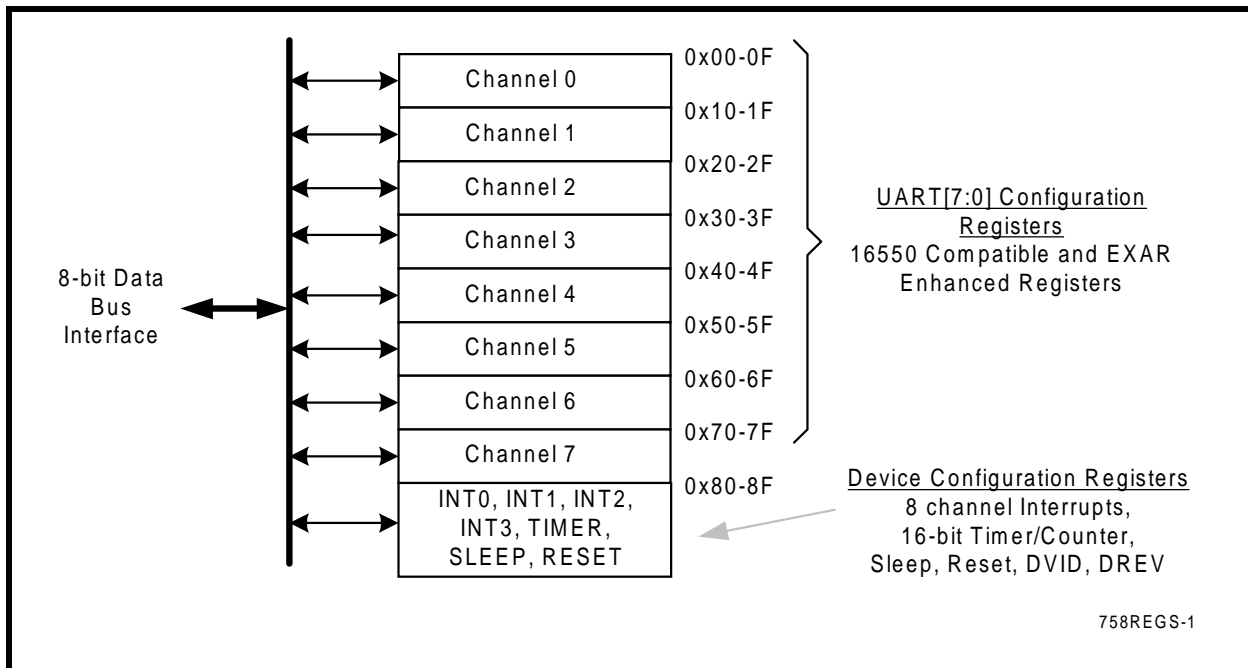 8-bit Data
Bus
Interface
Channel 0
Channel 1
Channel 2
Channel 3
Channel 4
Channel 5
Channel 6
Channel 7
INT0, INT1, INT2,
INT3, TIMER,
SLEEP, RESET
0x00-0F
0x10-1F
0x20-2F
0x30-3F
0x40-4F
0x50-5F
0x60-6F
0x70-7F
0x80-8F
UART[7:0] Configuration
Registers
16550 Compatible and EXAR
Enhanced Registers
Device Configuration Registers
8 channel Interrupts,
16-bit Timer/Counter,
Sleep, Reset, DVID, DREV
758REGS-1